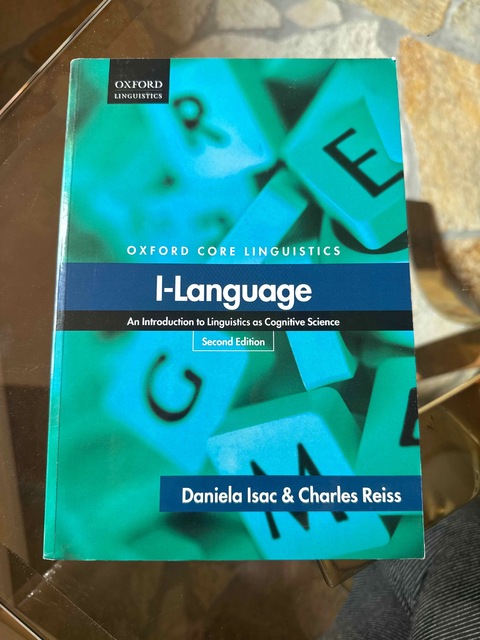 OXFORD
LINGUISTICS
P
E
OXFORD CORE LINGUISTICS
I-Language
An Introduction to Linguistics as Cognitive Science
Second Edition
G
M
Daniela Isac & Charles Reiss